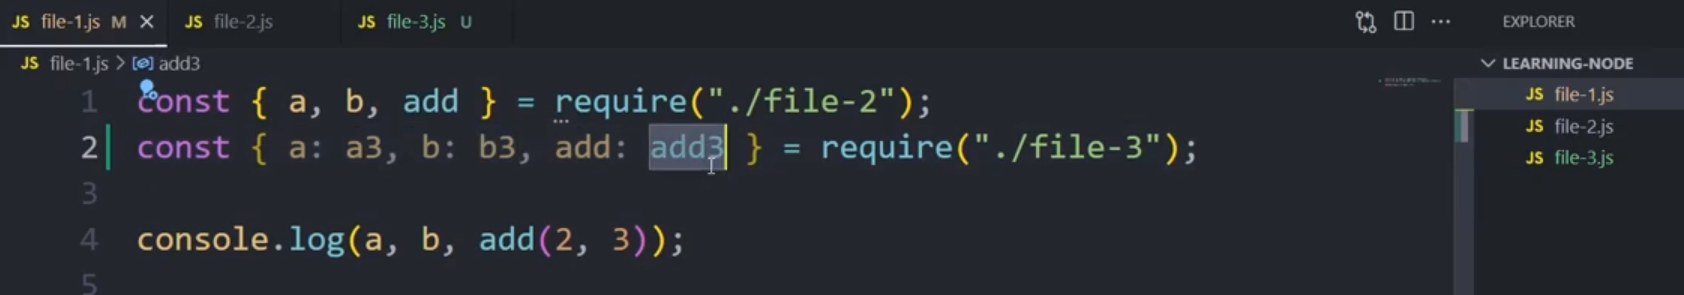 JS file-1.js M JS file-2.js JS file-3.js U EXPLORER
JS file-1.js > add3
LEARNING-NODE
1 const { a, b, add } = require("./file-2");
JS file-1.js
2 const { a: a3, b: b3, add: add3 } = require("./file-3");
JS file-2.js
JS file-3.js
3
4 console.log(a, b, add(2, 3));
5